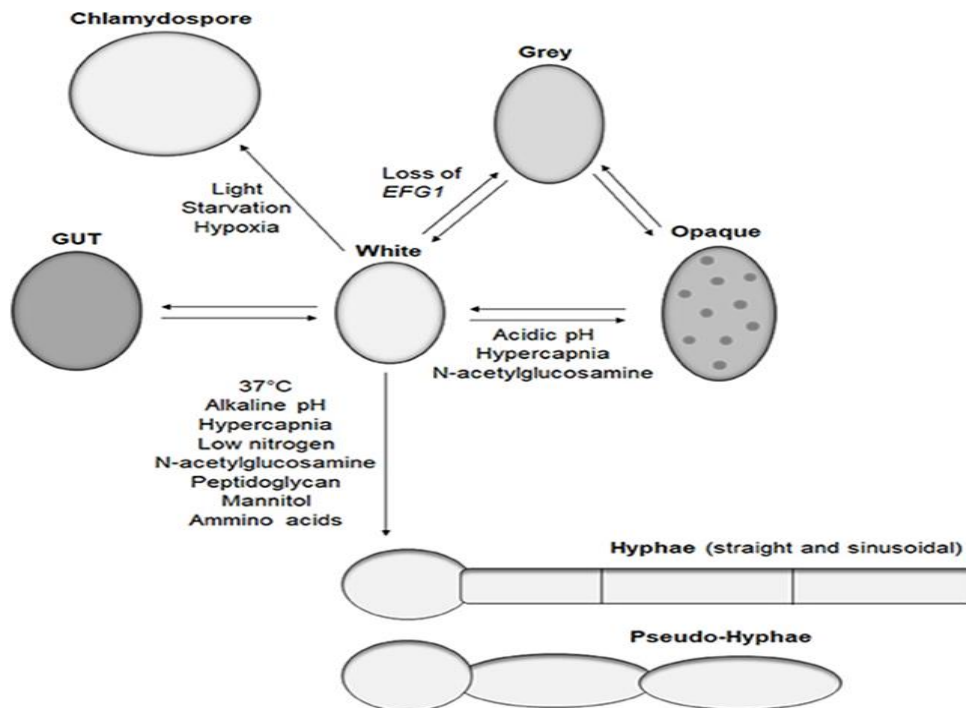 Chlamydospore
Grey
Loss of
EFG1
Light
Starvation
Hypoxia
GUT
White
Opaque
Acidic pH
Hypercapnia
N-acetylglucosamine
37°C
Alkaline pH
Hypercapnia
Low nitrogen
N-acetylglucosamine
Peptidoglycan
Mannitol
Ammino acids
Hyphae (straight and sinusoidal)
Pseudo-Hyphae